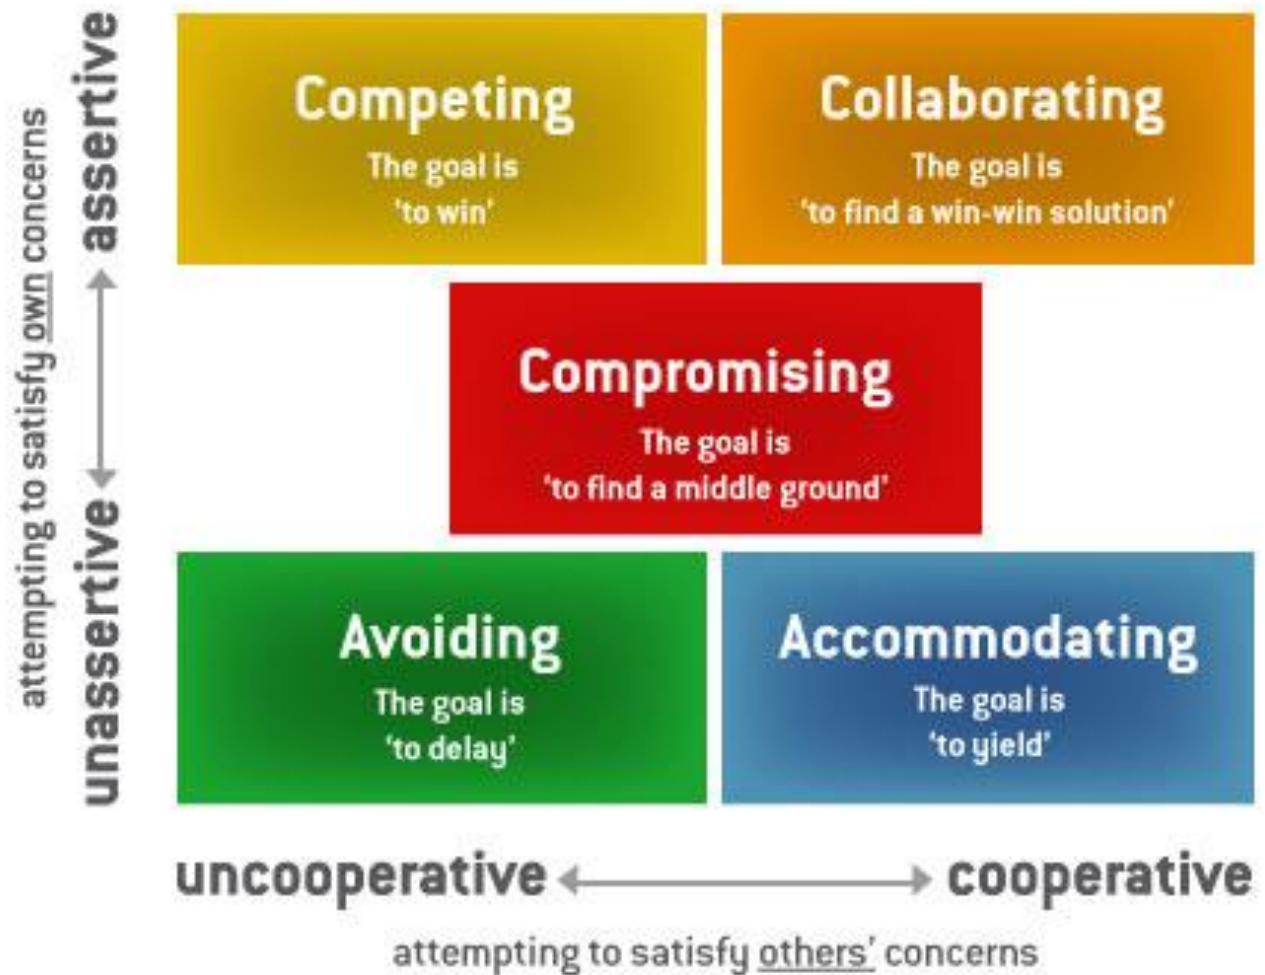 attempting to satisfy own concerns
assertive
unassertive
Competing
The goal is
‘to win’
Collaborating
The goal is
‘to find a win-win solution’
Compromising
The goal is
‘to find a middle ground’
Avoiding
The goal is
‘to delay’
Accommodating
The goal is
‘to yield’
uncooperative
cooperative
attempting to satisfy others’ concerns